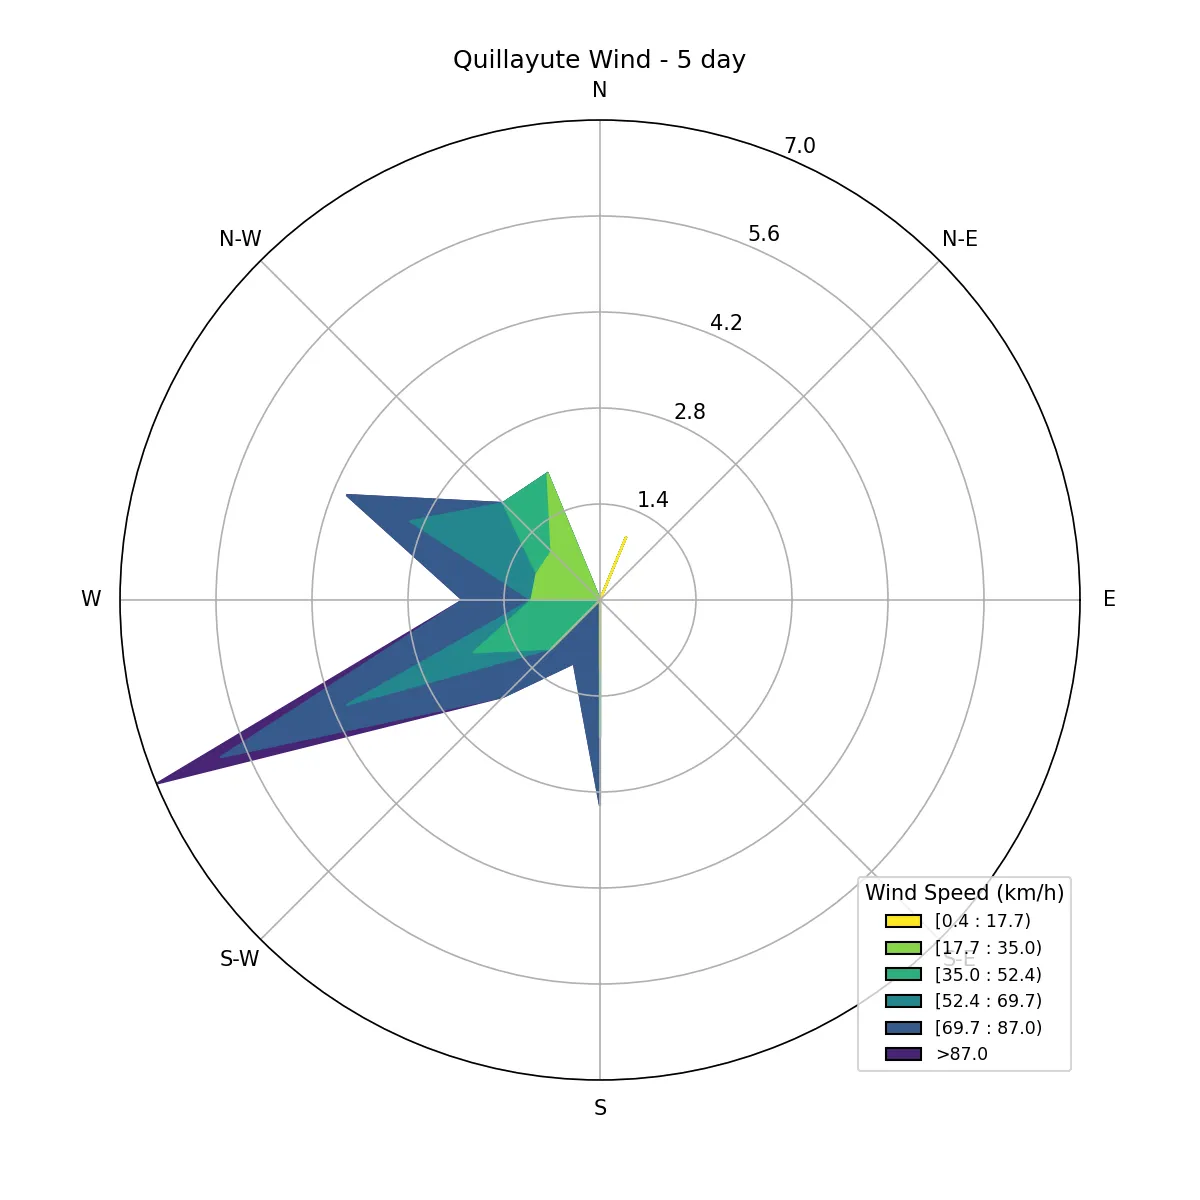 Quillayute Wind - 5 day
N
7.0
5.6
N-W
N-E
4.2
2.8
1.4
W
E
Wind Speed (km/h)
[0.4 : 17.7)
[17.7 : 35.0)
S-W
S-E
[35.0 : 52.4)
[52.4 : 69.7)
[69.7 : 87.0)
>87.0
S